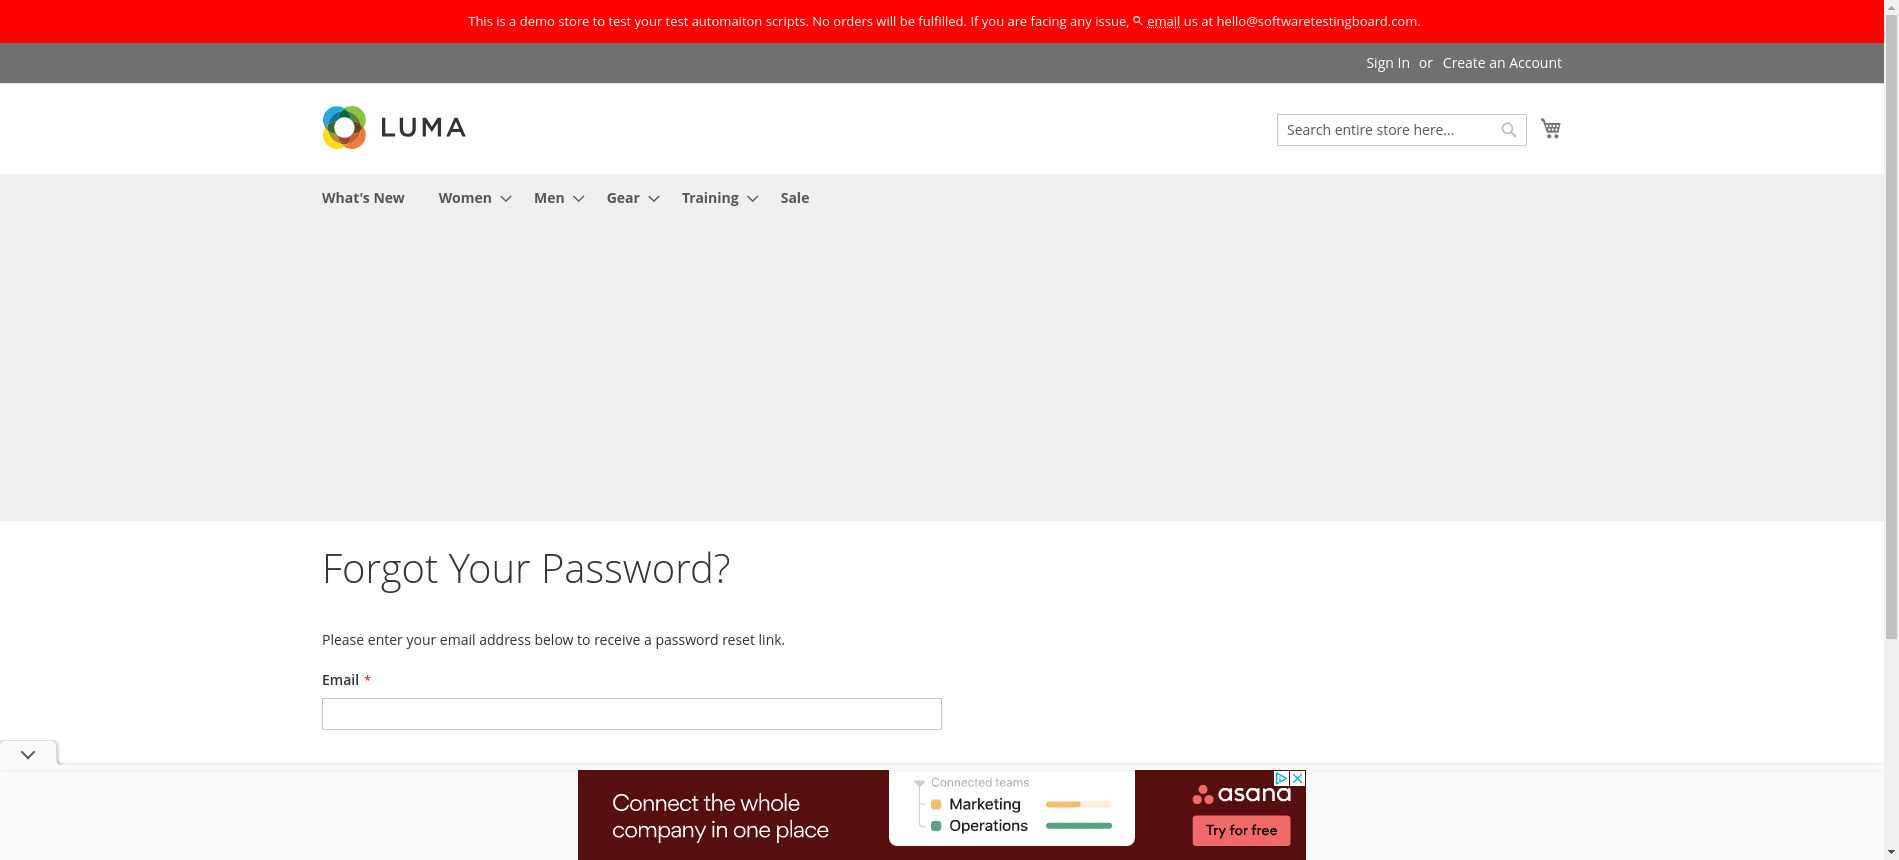 This is a demo store to test your test automaiton scripts. No orders will be fulfilled. If you are facing any issue, email us at hello@softwaretestingboard.com.
Sign In or Create an Account
LUMA
Search entire store here...
What's New Women Men Gear Training Sale
Forgot Your Password?
Please enter your email address below to receive a password reset link.
Email *
Connect the whole
company in one place
Connected teams
Marketing
Operations
asana
Try for free